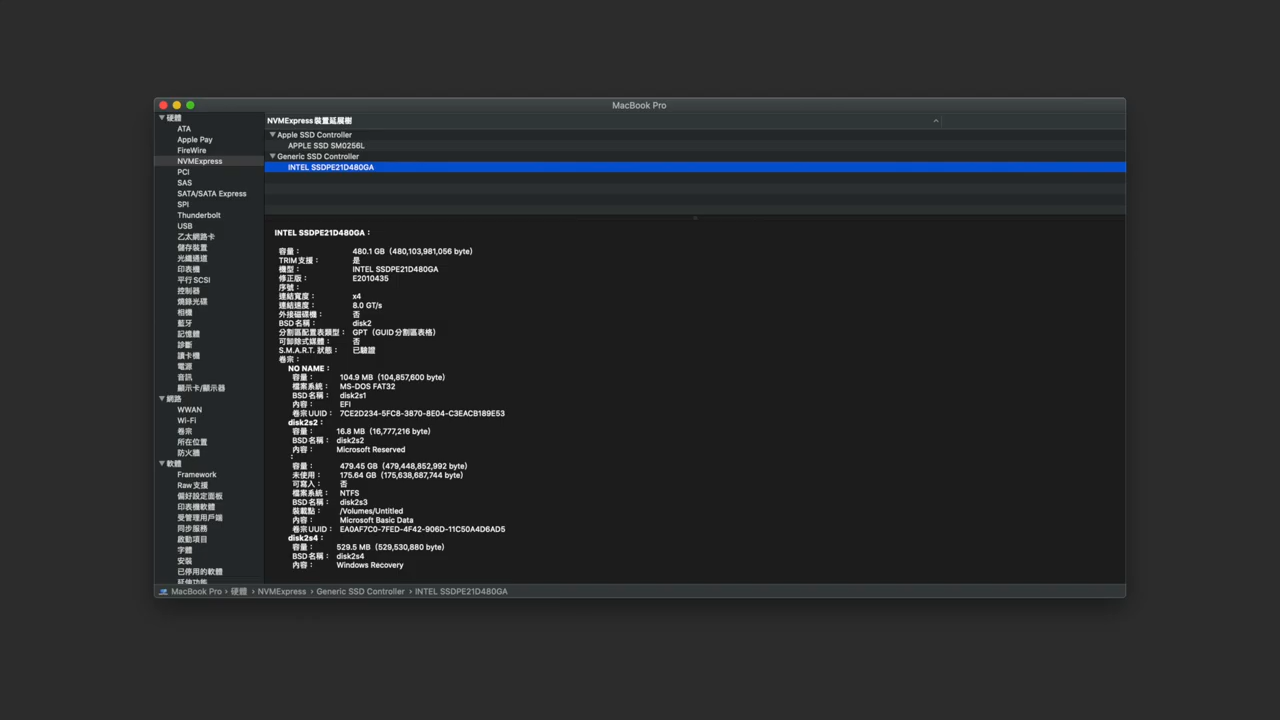 MacBook Pro
硬體
ATA
Apple Pay
FireWire
NVMExpress
PCI
SAS
SATA/SATA Express
SPI
Thunderbolt
USB
乙太網路卡
儲存裝置
光纖通道
印表機
平行 SCSI
控制器
燒錄光碟
相機
藍牙
記憶體
診斷
讀卡機
電源
音訊
顯示卡/顯示器
網路
WWAN
Wi-Fi
卷宗
所在位置
防火牆
軟體
Framework
Raw 支援
偏好設定面板
印表機軟體
受管理用戶端
同步服務
啟動項目
字體
安裝
已停用的軟體
延伸功能
NVMExpress 裝置延展樹
Apple SSD Controller
APPLE SSD SM0256L
Generic SSD Controller
INTEL SSDPE21D480GA
INTEL SSDPE21D480GA：
容量： 480.1 GB（480,103,981,056 byte）
TRIM 支援： 是
機型： INTEL SSDPE21D480GA
修正版： E2010435
序號：
連結寬度： x4
連結速度： 8.0 GT/s
外接磁碟機： 否
BSD 名稱： disk2
分割區配置表類型： GPT（GUID 分割區表格）
可卸除式媒體： 否
S.M.A.R.T. 狀態： 已驗證
卷宗：
NO NAME：
容量： 104.9 MB（104,857,600 byte）
檔案系統： MS-DOS FAT32
BSD 名稱： disk2s1
內容： EFI
卷宗 UUID： 7CE2D234-5FC8-3870-8E04-C3EACB189E53
disk2s2：
容量： 16.8 MB（16,777,216 byte）
BSD 名稱： disk2s2
內容： Microsoft Reserved
：
容量： 479.45 GB（479,448,852,992 byte）
未使用： 175.64 GB（175,638,687,744 byte）
可寫入： 否
檔案系統： NTFS
BSD 名稱： disk2s3
裝載點： /Volumes/Untitled
內容： Microsoft Basic Data
卷宗 UUID： EA0AF7C0-7FED-4F42-906D-11C50A4D6AD5
disk2s4：
容量： 529.5 MB（529,530,880 byte）
BSD 名稱： disk2s4
內容： Windows Recovery
MacBook Pro › 硬體 › NVMExpress › Generic SSD Controller › INTEL SSDPE21D480GA